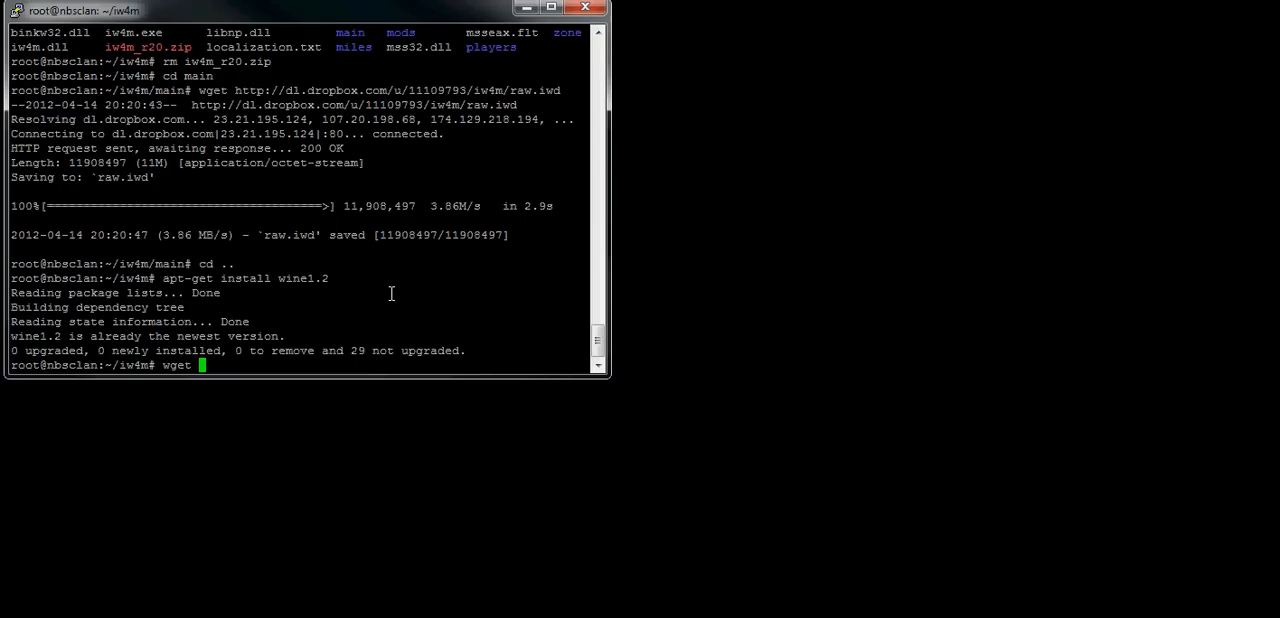 root@nbsclan: ~/iw4m
binkw32.dll iw4m.exe libnp.dll main mods msseax.flt zone
iw4m.dll iw4m_r20.zip localization.txt miles mss32.dll players
root@nbsclan:~/iw4m# rm iw4m_r20.zip
root@nbsclan:~/iw4m# cd main
root@nbsclan:~/iw4m/main# wget http://dl.dropbox.com/u/11109793/iw4m/raw.iwd
--2012-04-14 20:20:43-- http://dl.dropbox.com/u/11109793/iw4m/raw.iwd
Resolving dl.dropbox.com... 23.21.195.124, 107.20.198.68, 174.129.218.194, ...
Connecting to dl.dropbox.com|23.21.195.124|:80... connected.
HTTP request sent, awaiting response... 200 OK
Length: 11908497 (11M) [application/octet-stream]
Saving to: `raw.iwd'
100%[======================================>] 11,908,497 3.86M/s in 2.9s
2012-04-14 20:20:47 (3.86 MB/s) - `raw.iwd' saved [11908497/11908497]
root@nbsclan:~/iw4m/main# cd ..
root@nbsclan:~/iw4m# apt-get install wine1.2
Reading package lists... Done
Building dependency tree
Reading state information... Done
wine1.2 is already the newest version.
0 upgraded, 0 newly installed, 0 to remove and 29 not upgraded.
root@nbsclan:~/iw4m# wget